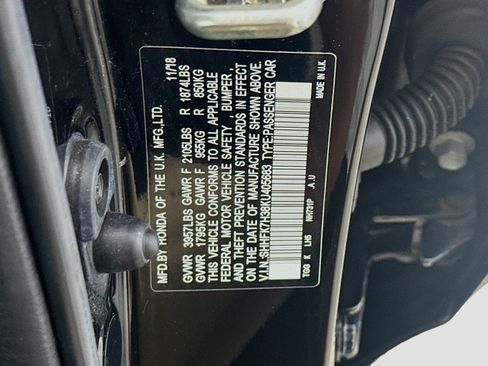 MFD BY HONDA OF THE U.K. MFG.,LTD. 11/18
GVWR 3957LBS GAWR F 2105LBS R 1874LBS
GVWR 1795KG GAWR F 955KG R 850KG
THIS VEHICLE CONFORMS TO ALL APPLICABLE
FEDERAL MOTOR VEHICLE SAFETY , BUMPER ,
AND THEFT PREVENTION STANDARDS IN EFFECT
ON THE DATE OF MANUFACTURE SHOWN ABOVE.
V.I.N.:SHHFK7H38KU405683 TYPE:PASSENGER CAR
TGG K LH5 NH731P .A.U MADE IN U.K.